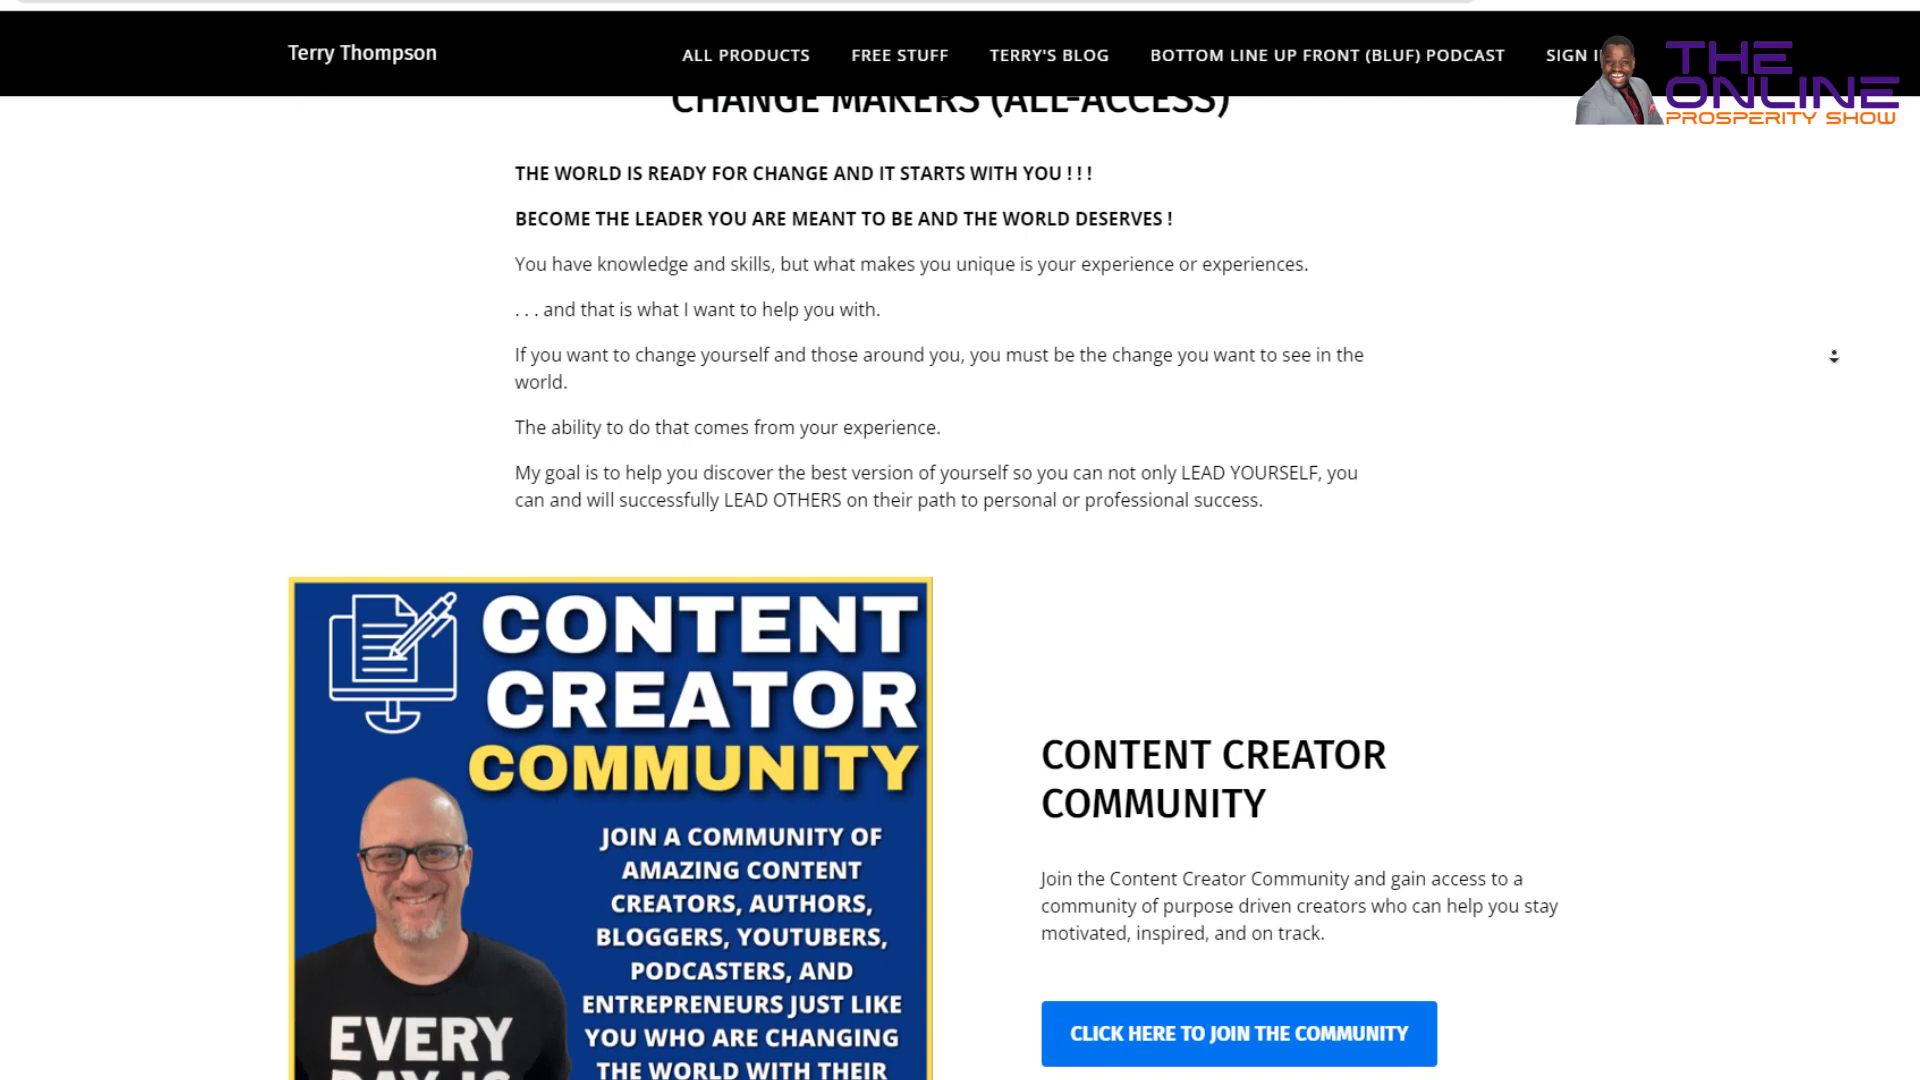 Terry Thompson
ALL PRODUCTS
FREE STUFF
TERRY'S BLOG
BOTTOM LINE UP FRONT (BLUF) PODCAST
SIGN
THE
ONLINE
PROSPERITY SHOW
CHANGE MAKERS (ALL-ACCESS)
THE WORLD IS READY FOR CHANGE AND IT STARTS WITH YOU ! ! !
BECOME THE LEADER YOU ARE MEANT TO BE AND THE WORLD DESERVES !
You have knowledge and skills, but what makes you unique is your experience or experiences.
. . . and that is what I want to help you with.
If you want to change yourself and those around you, you must be the change you want to see in the
world.
The ability to do that comes from your experience.
My goal is to help you discover the best version of yourself so you can not only LEAD YOURSELF, you
can and will successfully LEAD OTHERS on their path to personal or professional success.
CONTENT
CREATOR
COMMUNITY
JOIN A COMMUNITY OF
AMAZING CONTENT
CREATORS, AUTHORS,
BLOGGERS, YOUTUBERS,
PODCASTERS, AND
ENTREPRENEURS JUST LIKE
YOU WHO ARE CHANGING
THE WORLD WITH THEIR
EVERY
DAY IS
CONTENT CREATOR
COMMUNITY
Join the Content Creator Community and gain access to a
community of purpose driven creators who can help you stay
motivated, inspired, and on track.
CLICK HERE TO JOIN THE COMMUNITY